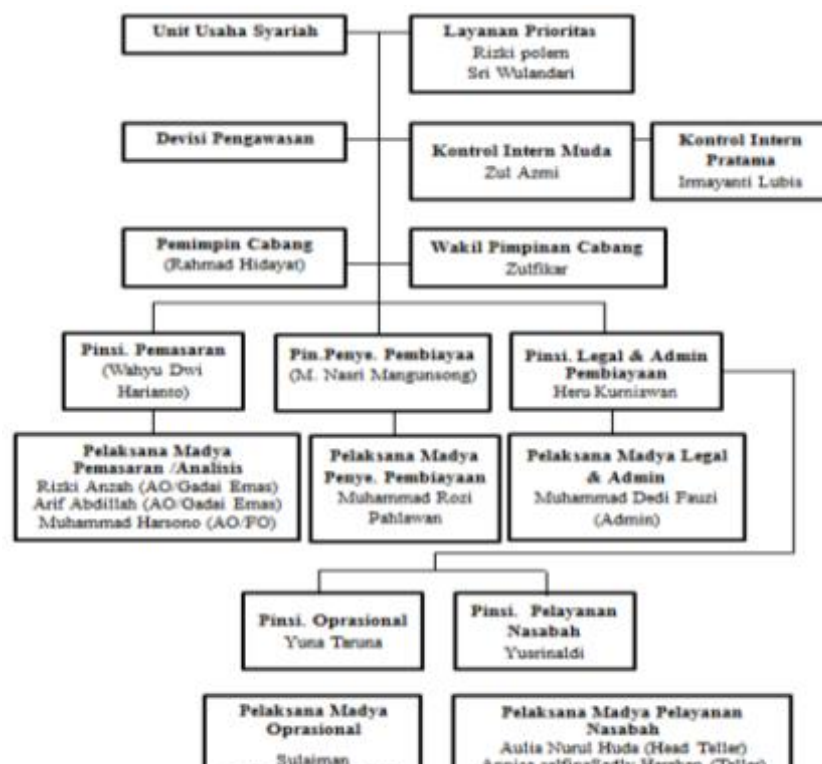 Unit Usaha Syariah
Layanan Prioritas
Rizki polem
Sri Wulandari
Devisi Pengawasan
Kontrol Intern Muda
Zul Azmi
Kontrol Intern
Pratama
Irmayanti Lubis
Pemimpin Cabang
(Rahmad Hidayat)
Wakil Pimpinan Cabang
Zulfikar
Pinsi. Pemasaran
(Wahyu Dwi
Harianto)
Pin.Penye. Pembiayaa
(M. Nasri Mangunsong)
Pinsi. Legal & Admin
Pembiayaan
Heru Kurniawan
Pelaksana Madya
Pemasaran /Analisis
Rizki Anzah (AO/Gadai Emas)
Arif Abdillah (AO/Gadai Emas)
Muhammad Harsono (AO/FO)
Pelaksana Madya
Penye. Pembiayaan
Muhammad Rozi
Pahlawan
Pelaksana Madya Legal
& Admin
Muhammad Dedi Fauzi
(Admin)
Pinsi. Oprasional
Yuna Taruna
Pinsi. Pelayanan
Nasabah
Yusrinaldi
Pelaksana Madya
Oprasional
Sulaiman
Pelaksana Madya Pelayanan
Nasabah
Aulia Nurul Huda (Head Teller)
(Teller)